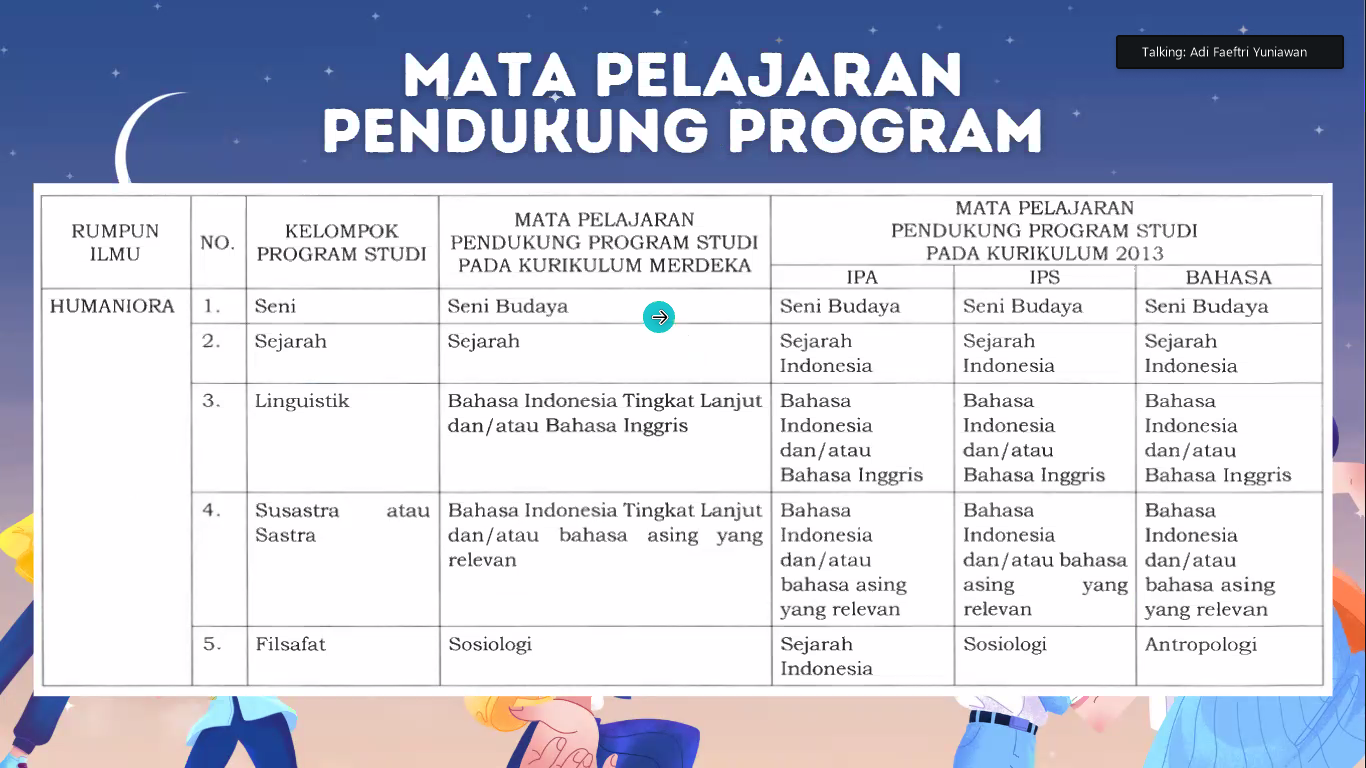 Talking: Adi Faeftri Yuniawan
MATA PELAJARAN
PENDUKUNG PROGRAM
RUMPUN
ILMU
NO.
KELOMPOK
PROGRAM STUDI
MATA PELAJARAN
PENDUKUNG PROGRAM STUDI
PADA KURIKULUM MERDEKA
MATA PELAJARAN
PENDUKUNG PROGRAM STUDI
PADA KURIKULUM 2013
IPA
IPS
BAHASA
HUMANIORA
1.
Seni
Seni Budaya
Seni Budaya
Seni Budaya
Seni Budaya
2.
Sejarah
Sejarah
Sejarah
Indonesia
Sejarah
Indonesia
Sejarah
Indonesia
3.
Linguistik
Bahasa Indonesia Tingkat Lanjut
dan/atau Bahasa Inggris
Bahasa
Indonesia
dan/atau
Bahasa Inggris
Bahasa
Indonesia
dan/atau
Bahasa Inggris
Bahasa
Indonesia
dan/atau
Bahasa Inggris
4.
Susastra atau
Sastra
Bahasa Indonesia Tingkat Lanjut
dan/atau bahasa asing yang
relevan
Bahasa
Indonesia
dan/atau
bahasa asing
yang relevan
Bahasa
Indonesia
dan/atau bahasa
asing yang
relevan
Bahasa
Indonesia
dan/atau
bahasa asing
yang relevan
5.
Filsafat
Sosiologi
Sejarah
Indonesia
Sosiologi
Antropologi